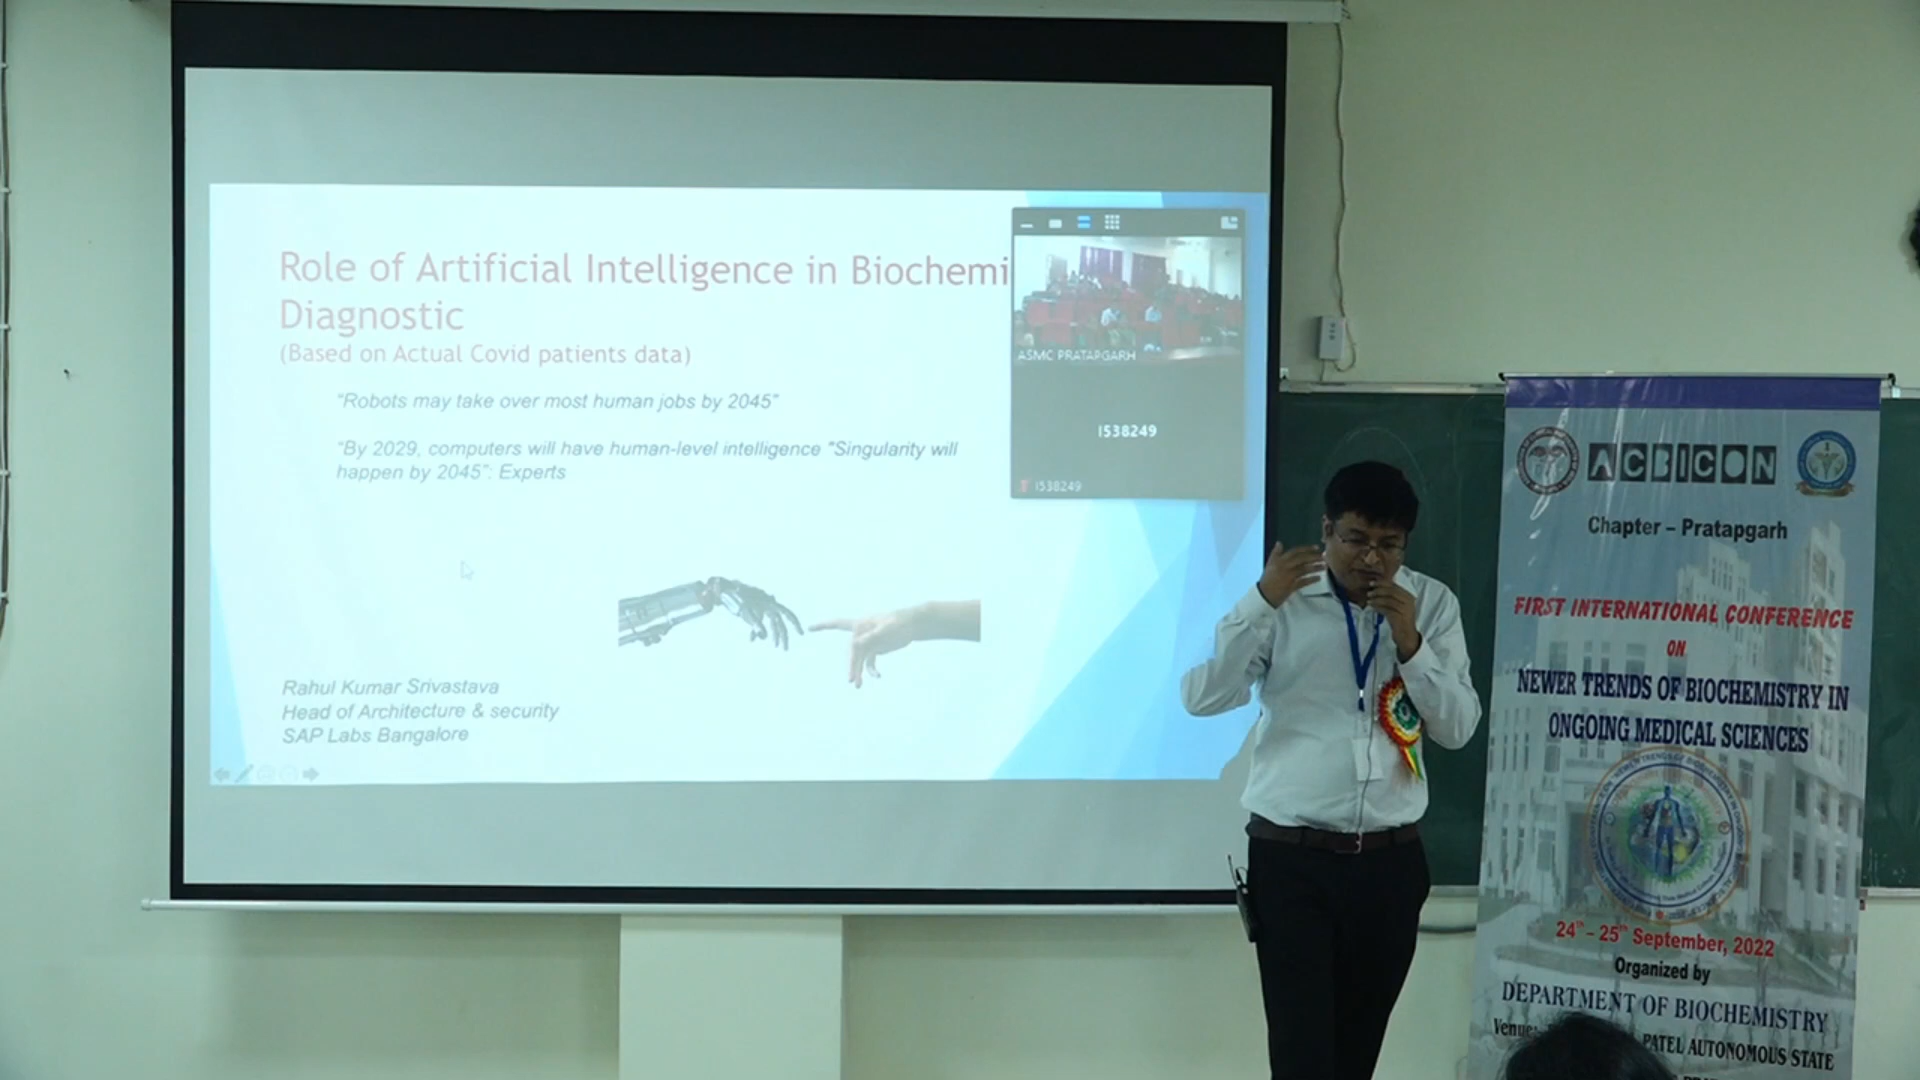 Role of Artificial Intelligence in Biochemi
Diagnostic
(Based on Actual Covid patients data)
“Robots may take over most human jobs by 2045”
“By 2029, computers will have human-level intelligence “Singularity will
happen by 2045”: Experts
Rahul Kumar Srivastava
Head of Architecture & security
SAP Labs Bangalore
ASMC PRATAPGARH
I538249
I538249
ACBICON
Chapter – Pratapgarh
FIRST INTERNATIONAL CONFERENCE
ON
NEWER TRENDS OF BIOCHEMISTRY IN
ONGOING MEDICAL SCIENCES
24th – 25th September, 2022
Organized by
DEPARTMENT OF BIOCHEMISTRY
Venue:
PATEL AUTONOMOUS STATE